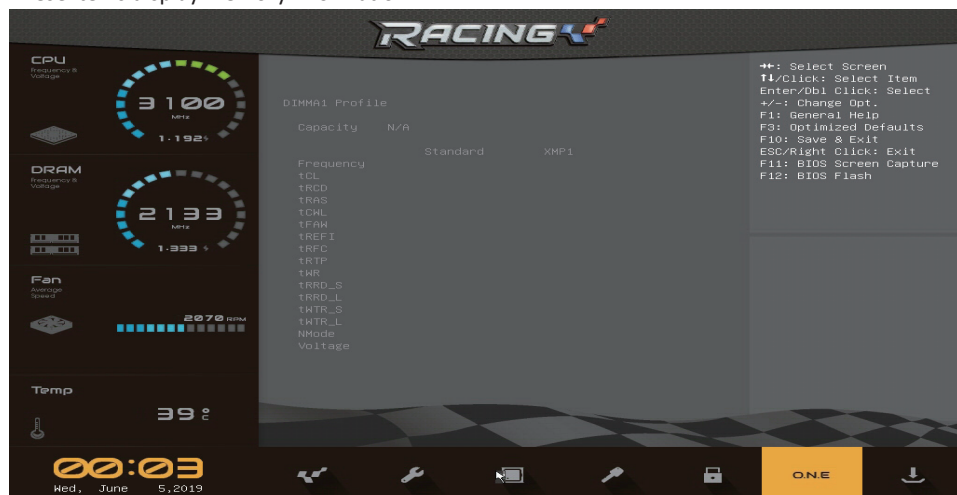 RACING
CPU
Frequency &
Voltage
3100
MHz
1.192
DRAM
Frequency &
Voltage
2133
MHz
1.333
Fan
Average
Speed
2070 RPM
Temp
39 °C
00:03
Wed, June 5,2019
DIMMA1 Profile
Capacity N/A
Standard XMP1
Frequency
tCL
tRCD
tRAS
tCWL
tFAW
tREFI
tRFC
tRTP
tWR
tRRD_S
tRRD_L
tWTR_S
tWTR_L
NMode
Voltage
→←: Select Screen
↑↓/Click: Select Item
Enter/Dbl Click: Select
+/-: Change Opt.
F1: General Help
F3: Optimized Defaults
F10: Save & Exit
ESC/Right Click: Exit
F11: BIOS Screen Capture
F12: BIOS Flash
O.N.E